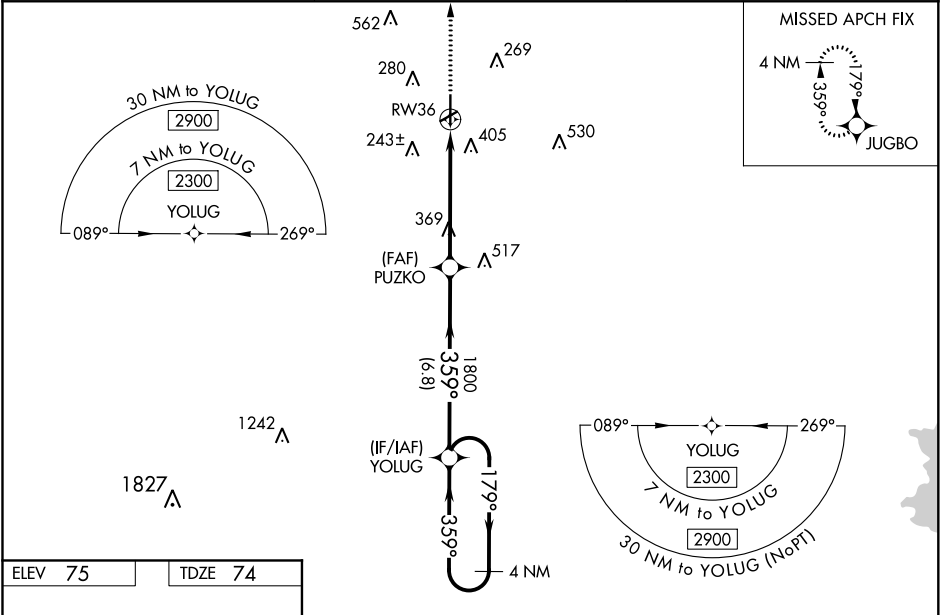 562
269
280
RW36
243±
405
530
369
(FAF)
PUZKO
517
359°
1800
(6.8)
1242
1827
(IF/IAF)
YOLUG
179°
359°
4 NM
30 NM to YOLUG
2900
7 NM to YOLUG
2300
YOLUG
089°
269°
MISSED APCH FIX
4 NM
359°
179°
JUGBO
089°
269°
YOLUG
2300
7 NM to YOLUG
2900
30 NM to YOLUG (NoPT)
ELEV 75
TDZE 74